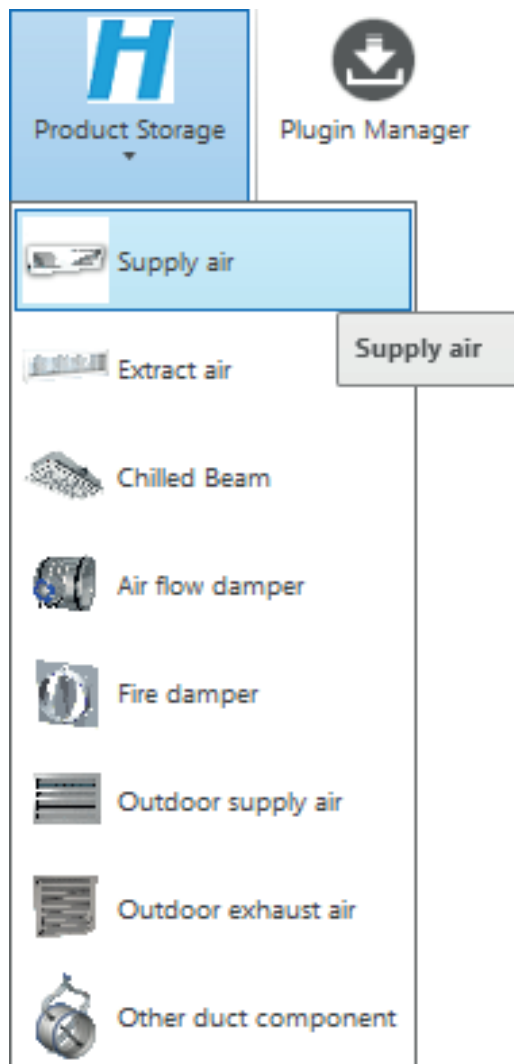 H
Product Storage
Plugin Manager
Supply air
Supply air
Extract air
Chilled Beam
Air flow damper
Fire damper
Outdoor supply air
Outdoor exhaust air
Other duct component